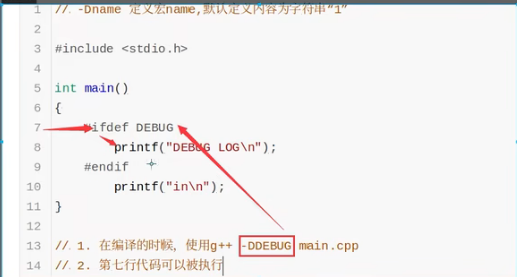 1 // -Dname 定义宏name,默认定义内容为字符串“1”
2
3 #include <stdio.h>
4
5 int main()
6 {
7 #ifdef DEBUG
8 printf("DEBUG LOG\n");
9 #endif
10 printf("in\n");
11 }
12
13 // 1. 在编译的时候，使用g++ -DDEBUG main.cpp
14 // 2. 第七行代码可以被执行